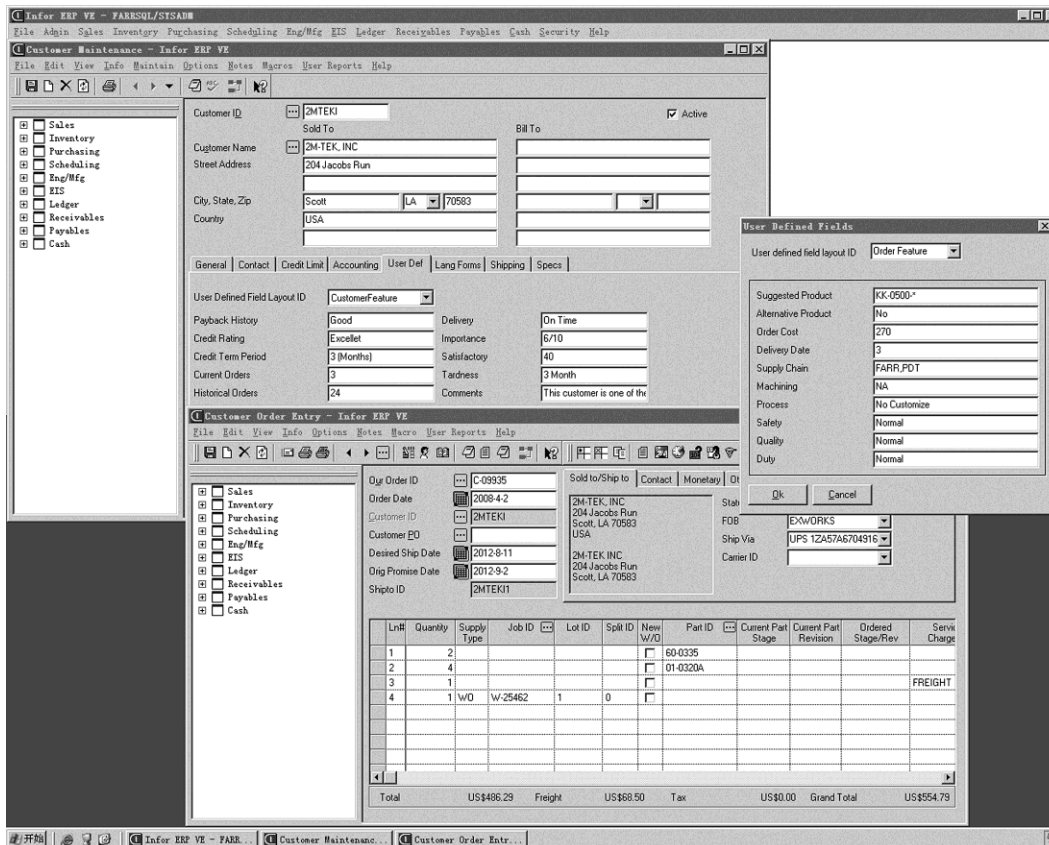 Infor ERP VE - FARRSQL/SYSADM
File Admin Sales Inventory Purchasing Scheduling Eng/Mfg EIS Ledger Receivables Payables Cash Security Help
Customer Maintenance - Infor ERP VE
File Edit View Info Maintain Options Notes Macros User Reports Help
Sales
Inventory
Purchasing
Scheduling
Eng/Mfg
EIS
Ledger
Receivables
Payables
Cash
Customer ID 2MTEKI Active
Sold To Bill To
Customer Name 2M-TEK, INC
Street Address 204 Jacobs Run
City, State, Zip Scott LA 70583
Country USA
General Contact Credit Limit Accounting User Def Lang Forms Shipping Specs
User Defined Field Layout ID CustomerFeature
Payback History Good Delivery On Time
Credit Rating Excellet Importance 6/10
Credit Term Period 3 (Months) Satisfactory 40
Current Orders 3 Tardness 3 Month
Historical Orders 24 Comments This customer is one of the
User Defined Fields
User defined field layout ID Order Feature
Suggested Product KK-0500-*
Alternative Product No
Order Cost 270
Delivery Date 3
Supply Chain FARR,PDT
Machining NA
Process No Customize
Safety Normal
Quality Normal
Duty Normal
Ok Cancel
Customer Order Entry - Infor ERP VE
File Edit View Info Options Notes Macro User Reports Help
Sales
Inventory
Purchasing
Scheduling
Eng/Mfg
EIS
Ledger
Receivables
Payables
Cash
Our Order ID C-09935
Order Date 2008-4-2
Customer ID 2MTEKI
Customer PO
Desired Ship Date 2012-8-11
Orig Promise Date 2012-9-2
Shipto ID 2MTEKI1
Sold to/Ship to Contact Monetary
2M-TEK, INC
204 Jacobs Run
Scott, LA 70583
USA
2M-TEK INC
204 Jacobs Run
Scott, LA 70583
FOB EXWORKS
Ship Via UPS 1ZA57A6704916
Carrier ID
Ln# Quantity Supply Type Job ID Lot ID Split ID New W/O Part ID Current Part Stage Current Part Revision Ordered Stage/Rev Servic Charge
1 2 60-0335
2 4 01-0320A
3 1 FREIGHT
4 1 WO W-25462 1 0
Total US$486.29 Freight US$68.50 Tax US$0.00 Grand Total US$554.79
开始 Infor ERP VE - FARR... Customer Maintenanc... Customer Order Entr...